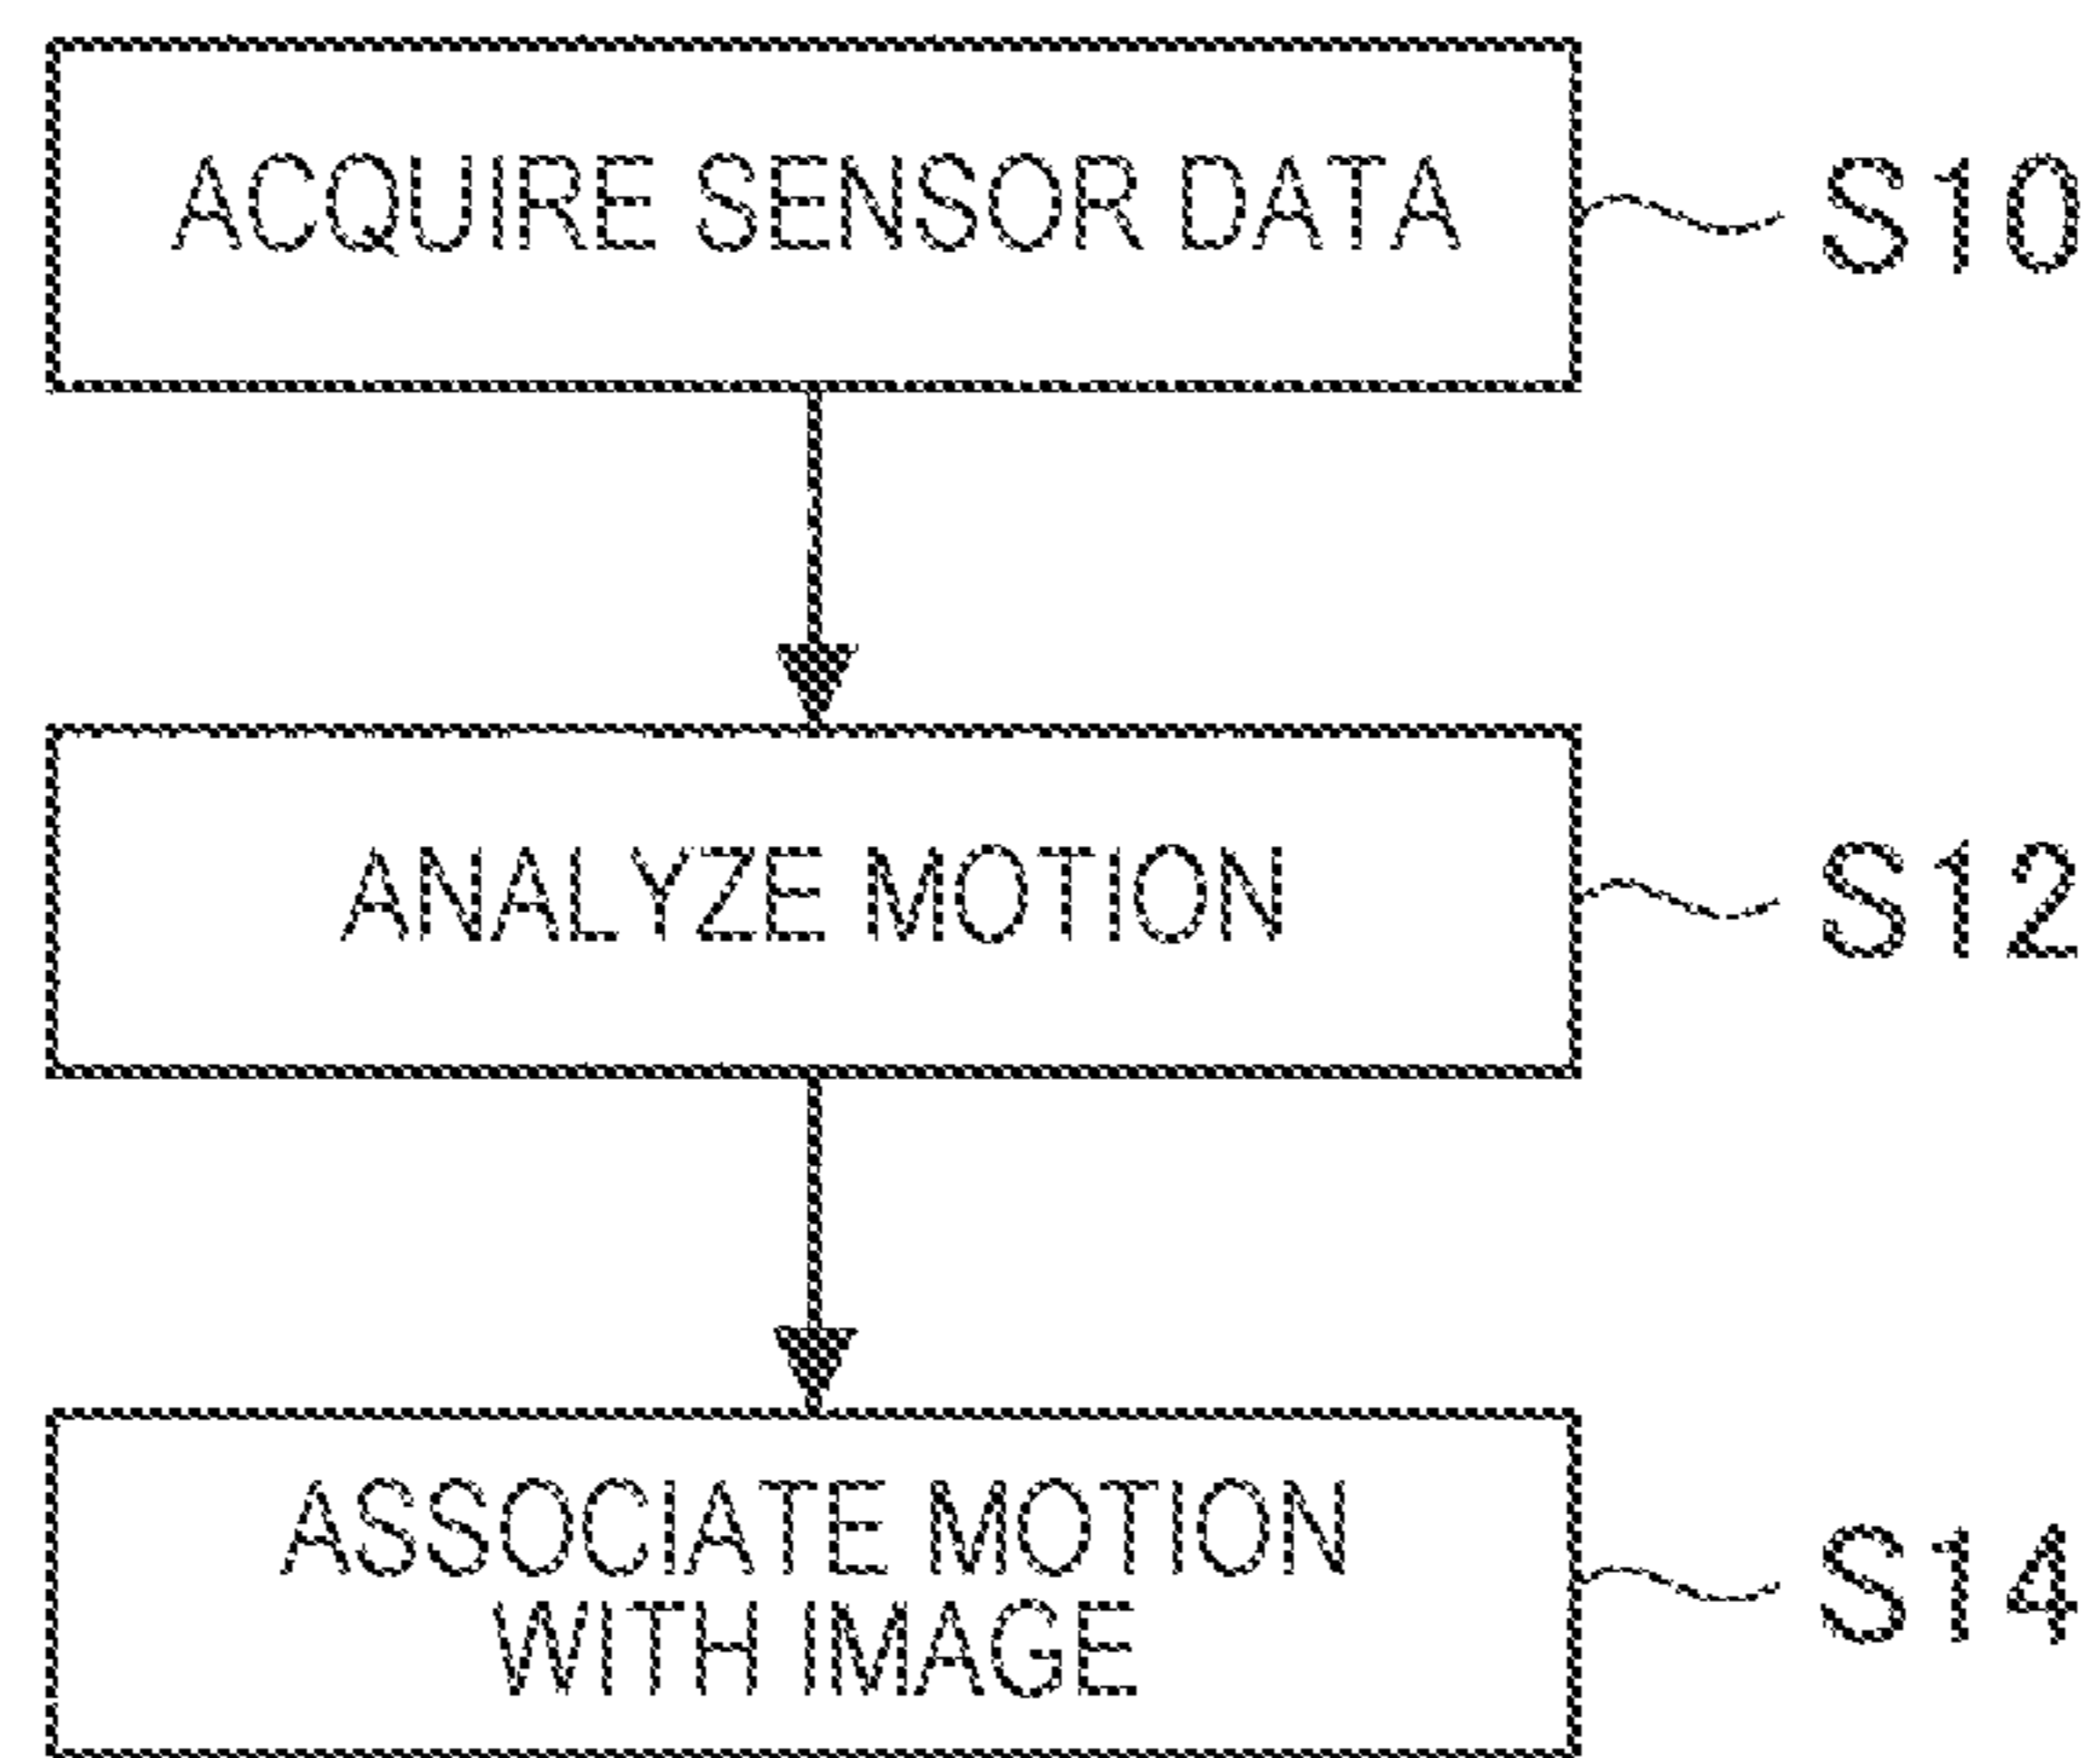 ACQUIRE SENSOR DATA
S10
ANALYZE MOTION
S12
ASSOCIATE MOTION
WITH IMAGE
S14